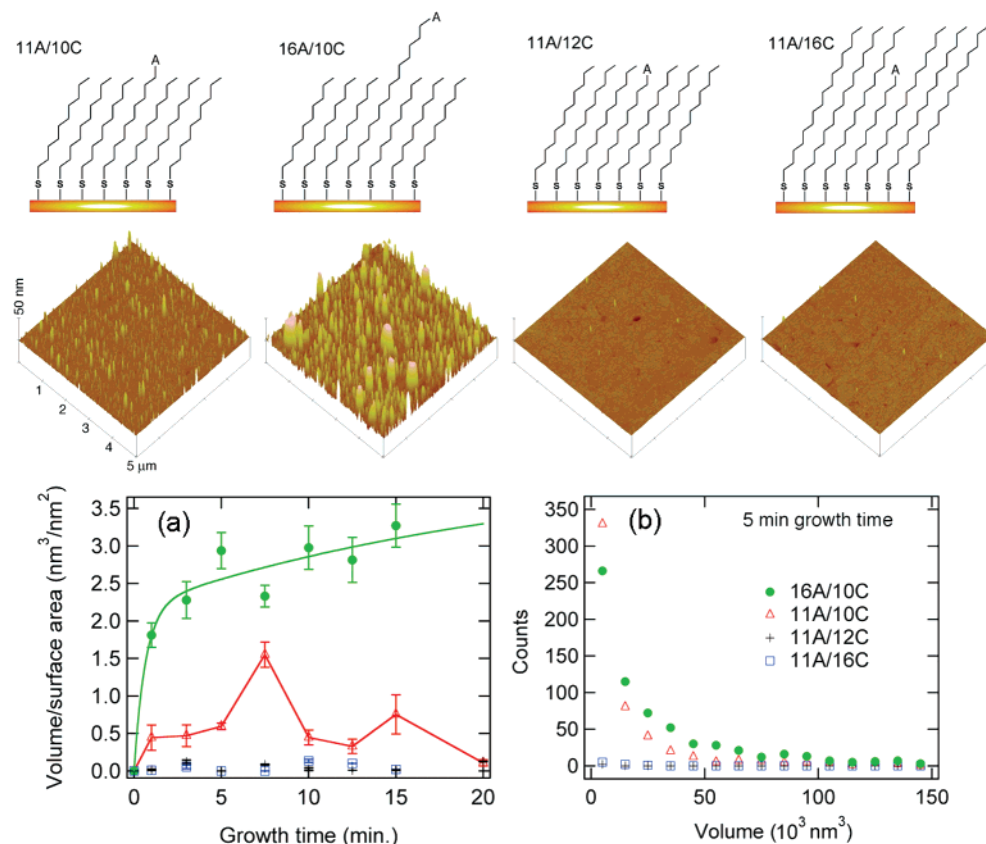 11A/10C
16A/10C
11A/12C
11A/16C
A
A
A
A
S S S S S S S
S S S S S S S
S S S S S S S
S S S S S S S
50 nm
1
2
3
4
5 μm
(a)
Volume/surface area (nm³/nm²)
3.5
3.0
2.5
2.0
1.5
1.0
0.5
0.0
0 5 10 15 20
Growth time (min.)
(b)
5 min growth time
16A/10C
11A/10C
11A/12C
11A/16C
Counts
350
300
250
200
150
100
50
0
0 50 100 150
Volume (10³ nm³)